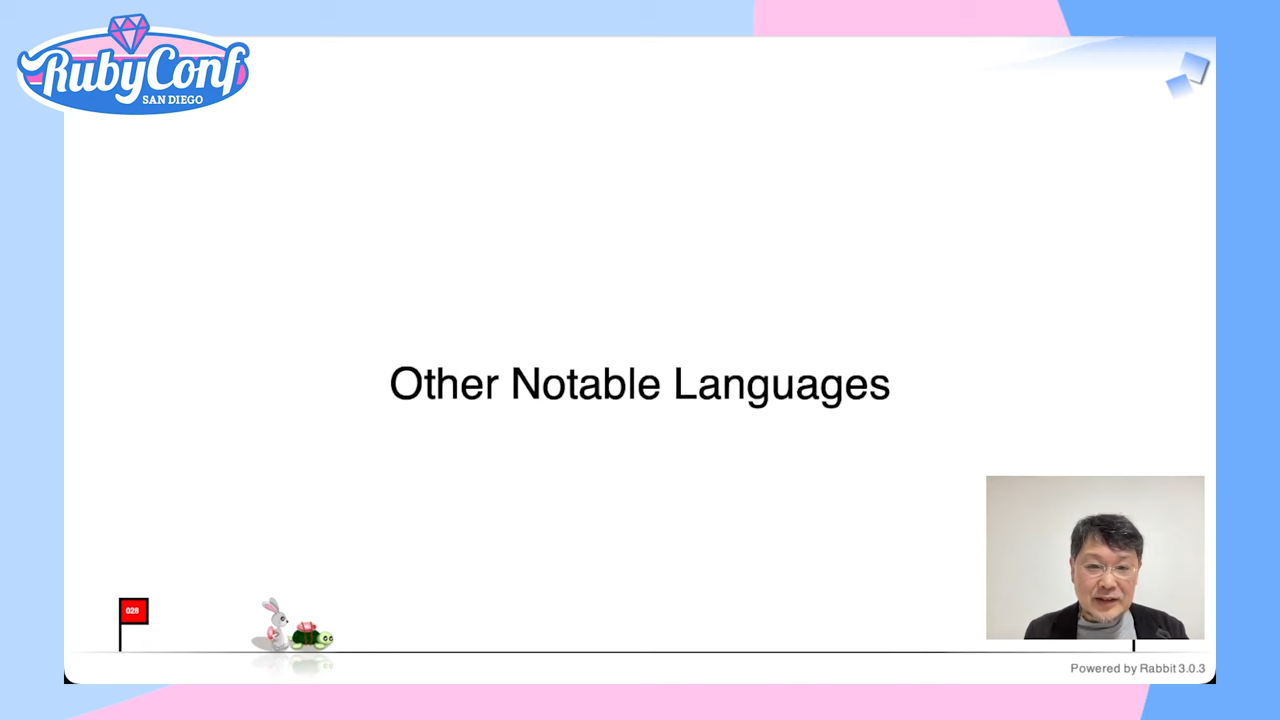 RubyConf
SAN DIEGO
Other Notable Languages
028
Powered by Rabbit 3.0.3